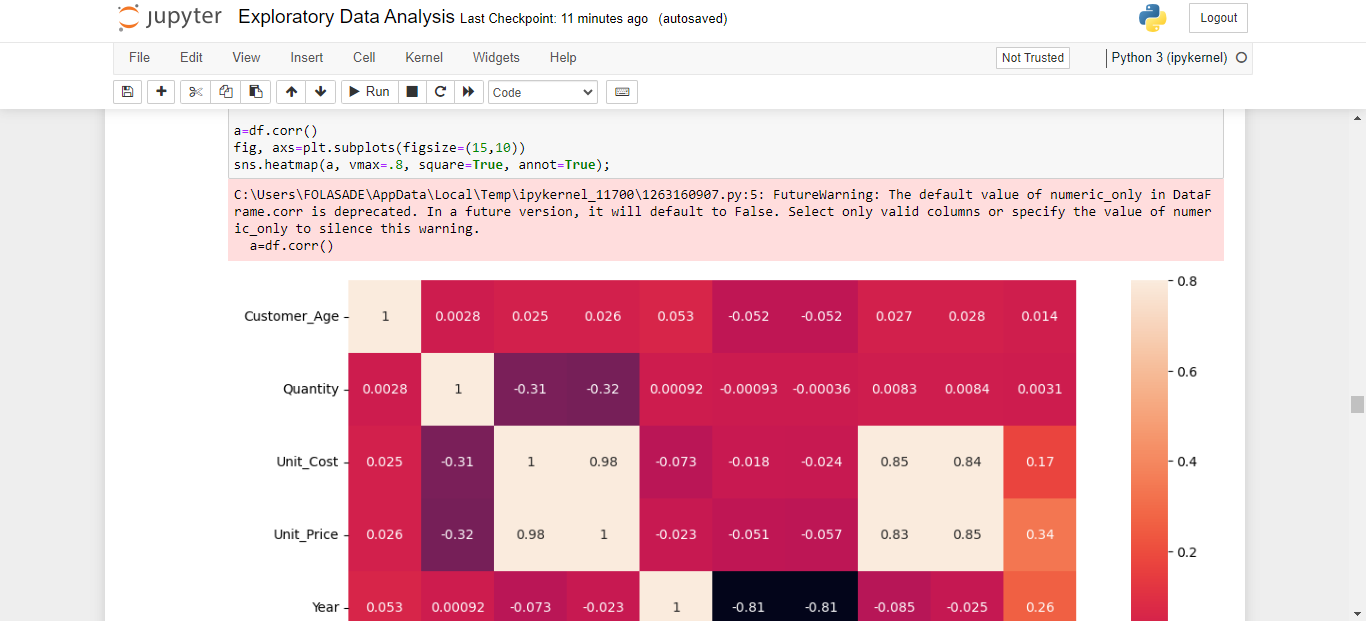 jupyter Exploratory Data Analysis Last Checkpoint: 11 minutes ago (autosaved) Logout
File Edit View Insert Cell Kernel Widgets Help Not Trusted Python 3 (ipykernel)
Run Code
a=df.corr()
fig, axs=plt.subplots(figsize=(15,10))
sns.heatmap(a, vmax=.8, square=True, annot=True);
C:\Users\FOLASADE\AppData\Local\Temp\ipykernel_11700\1263160907.py:5: FutureWarning: The default value of numeric_only in DataF
rame.corr is deprecated. In a future version, it will default to False. Select only valid columns or specify the value of numer
ic_only to silence this warning.
a=df.corr()
0.8
Customer_Age 1 0.0028 0.025 0.026 0.053 -0.052 -0.052 0.027 0.028 0.014
0.6
Quantity 0.0028 1 -0.31 -0.32 0.00092 -0.00093 -0.00036 0.0083 0.0084 0.0031
Unit_Cost 0.025 -0.31 1 0.98 -0.073 -0.018 -0.024 0.85 0.84 0.17 0.4
Unit_Price 0.026 -0.32 0.98 1 -0.023 -0.051 -0.057 0.83 0.85 0.34
0.2
Year 0.053 0.00092 -0.073 -0.023 1 -0.81 -0.81 -0.085 -0.025 0.26